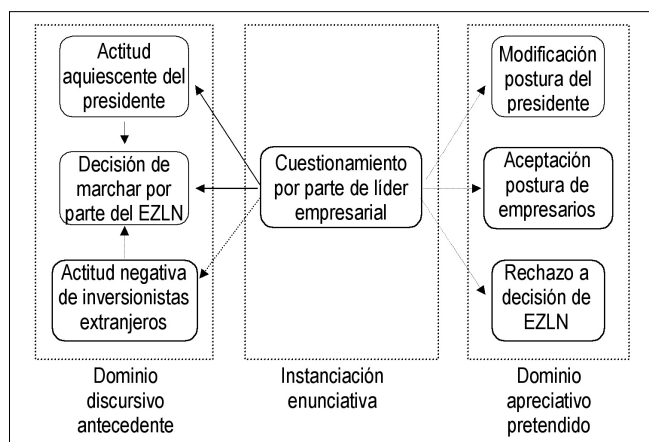 Actitud
aquiescente del
presidente
Decisión de
marchar por
parte del EZLN
Actitud negativa
de inversionistas
extranjeros
Dominio
discursivo
antecedente
Cuestionamiento
por parte de líder
empresarial
Instanciación
enunciativa
Modificación
postura del
presidente
Aceptación
postura de
empresarios
Rechazo a
decisión de
EZLN
Dominio
apreciativo
pretendido